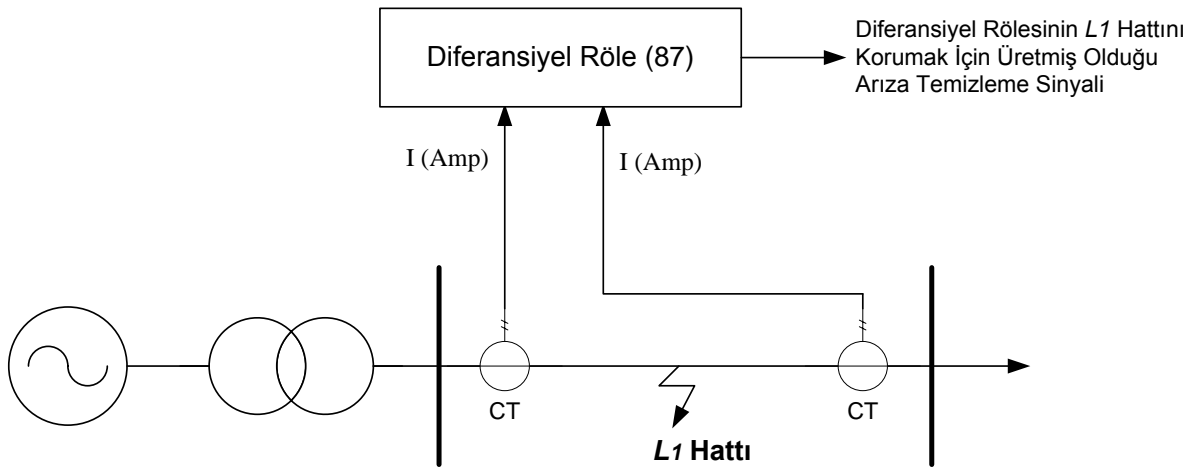 Diferansiyel Röle (87)
Diferansiyel Rölesinin L1 Hattını
Korumak İçin Üretmiş Olduğu
Arıza Temizleme Sinyali
I (Amp)
I (Amp)
CT
CT
L1 Hattı